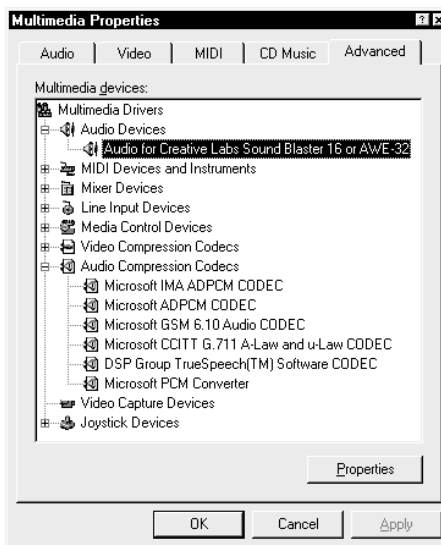 Multimedia Properties
Audio Video MIDI CD Music Advanced
Multimedia devices:
Multimedia Drivers
Audio Devices
Audio for Creative Labs Sound Blaster 16 or AWE-32
MIDI Devices and Instruments
Mixer Devices
Line Input Devices
Media Control Devices
Video Compression Codecs
Audio Compression Codecs
Microsoft IMA ADPCM CODEC
Microsoft ADPCM CODEC
Microsoft GSM 6.10 Audio CODEC
Microsoft CCITT G.711 A-Law and u-Law CODEC
DSP Group TrueSpeech(TM) Software CODEC
Microsoft PCM Converter
Video Capture Devices
Joystick Devices
Properties
OK Cancel Apply